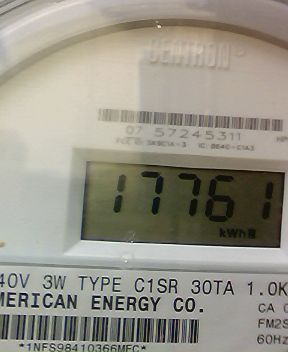 CENTRON
07 57245311
17761
kWh
40V 3W TYPE C1SR 30TA 1.0K
MERICAN ENERGY CO.
CA 0
FM2S
60Hz
*1NFS98410366MFC*